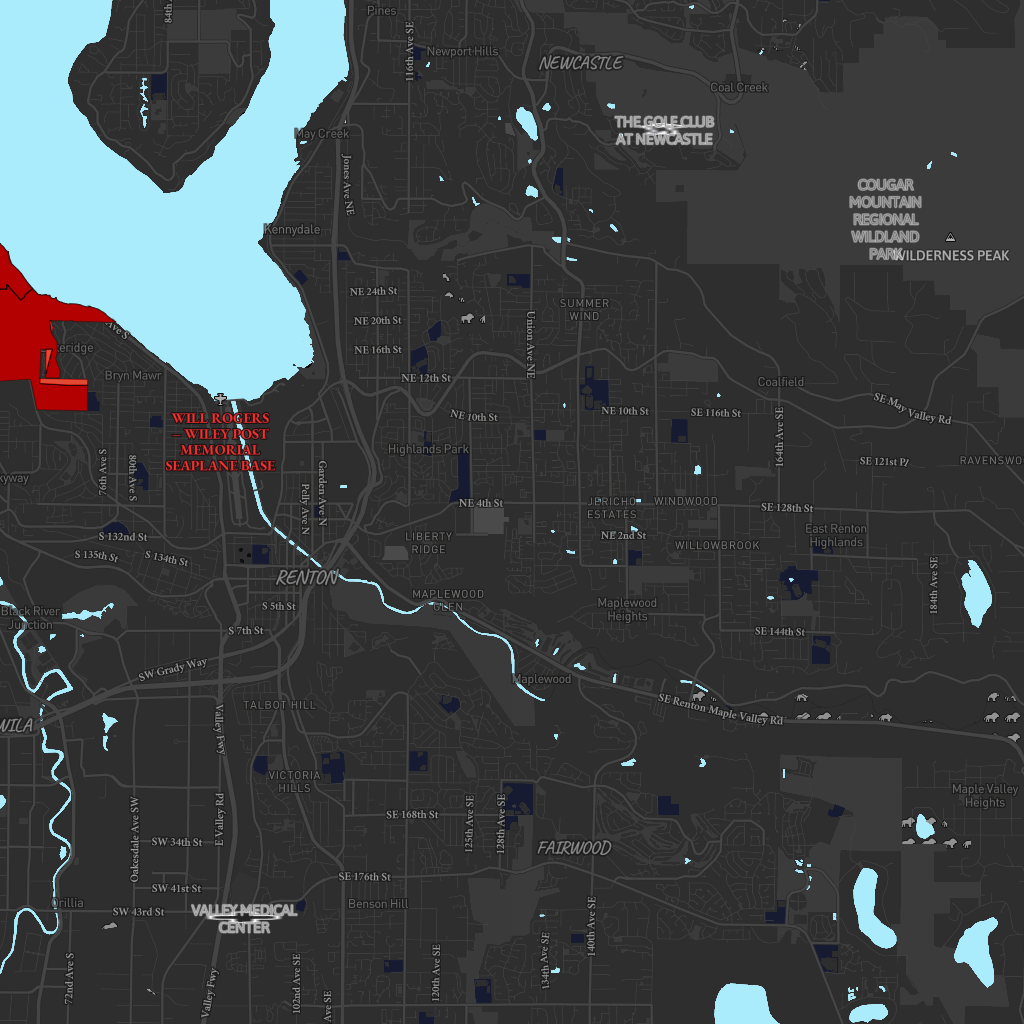 84th
Pines
116th Ave SE
Newport Hills
NEWCASTLE
Coal Creek
THE GOLF CLUB
AT NEWCASTLE
May Creek
Jones Ave NE
COUGAR
MOUNTAIN
REGIONAL
WILDLAND
PARK
WILDERNESS PEAK
Kennydale
NE 24th St
SUMMER
WIND
NE 20th St
Union Ave NE
Ave S
eridge
NE 16th St
Bryn Mawr
NE 12th St
Coalfield
SE May Valley Rd
WILL ROGERS
— WILEY POST
MEMORIAL
SEAPLANE BASE
NE 10th St
NE 10th St
SE 116th St
164th Ave SE
Highlands Park
76th Ave S
80th Ave S
Garden Ave N
Pelly Ave N
kyway
SE 121st Pl
RAVENSWO
NE 4th St
JERICHO
ESTATES
WINDWOOD
SE 128th St
S 132nd St
LIBERTY
RIDGE
NE 2nd St
WILLOWBROOK
East Renton
Highlands
S 135th St
S 134th St
RENTON
184th Ave SE
MAPLEWOOD
GLEN
S 5th St
Maplewood
Heights
Black River
Junction
S 7th St
SE 144th St
SW Grady Way
Maplewood
SE Renton Maple Valley Rd
TALBOT HILL
WILA
Valley Fwy
VICTORIA
HILLS
Maple Valley
Heights
Oakesdale Ave SW
E Valley Rd
SE 168th St
125th Ave SE
128th Ave SE
SW 34th St
FAIRWOOD
SE 176th St
SW 41st St
Orillia
SW 43rd St
VALLEY MEDICAL
CENTER
Benson Hill
140th Ave SE
134th Ave SE
72nd Ave S
Valley Fwy
102nd Ave SE
Ave SE
120th Ave SE